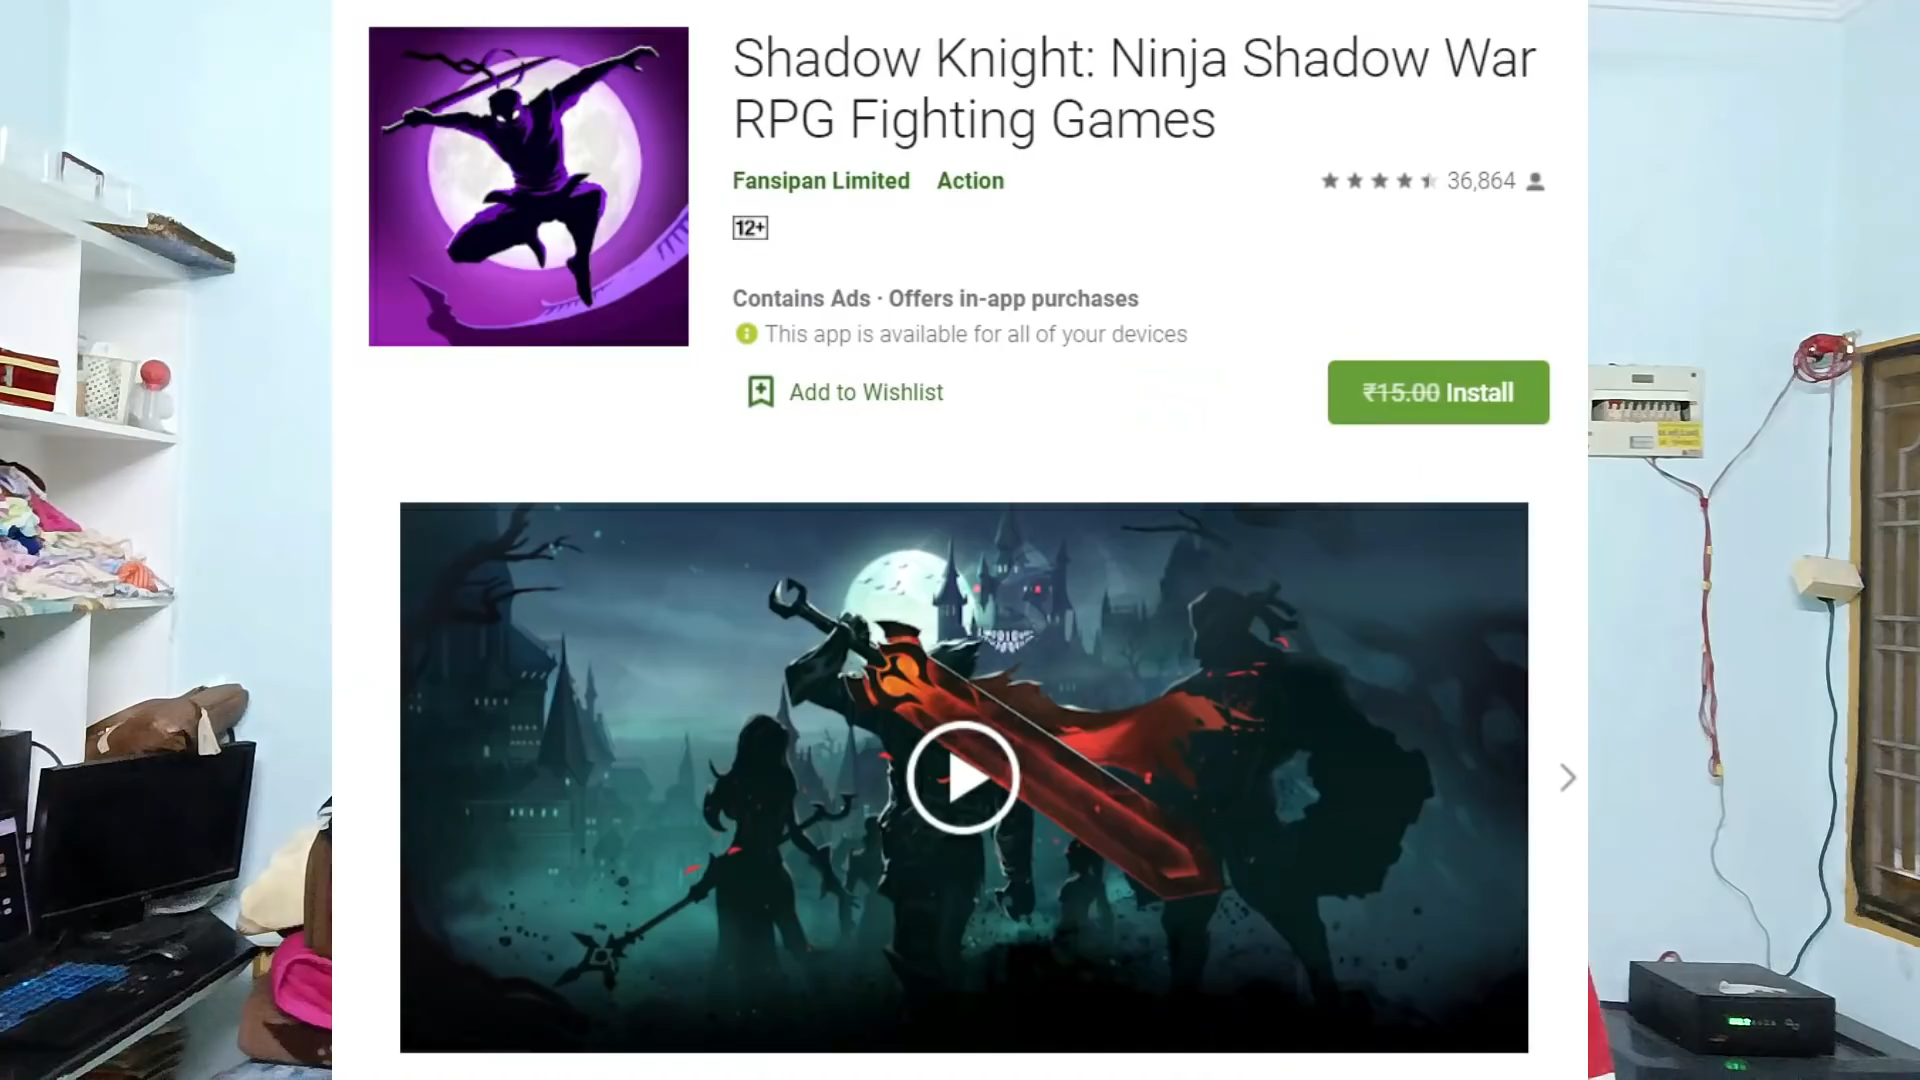 Shadow Knight: Ninja Shadow War
RPG Fighting Games
Fansipan Limited Action
36,864
12+
Contains Ads · Offers in-app purchases
This app is available for all of your devices
Add to Wishlist
₹15.00 Install